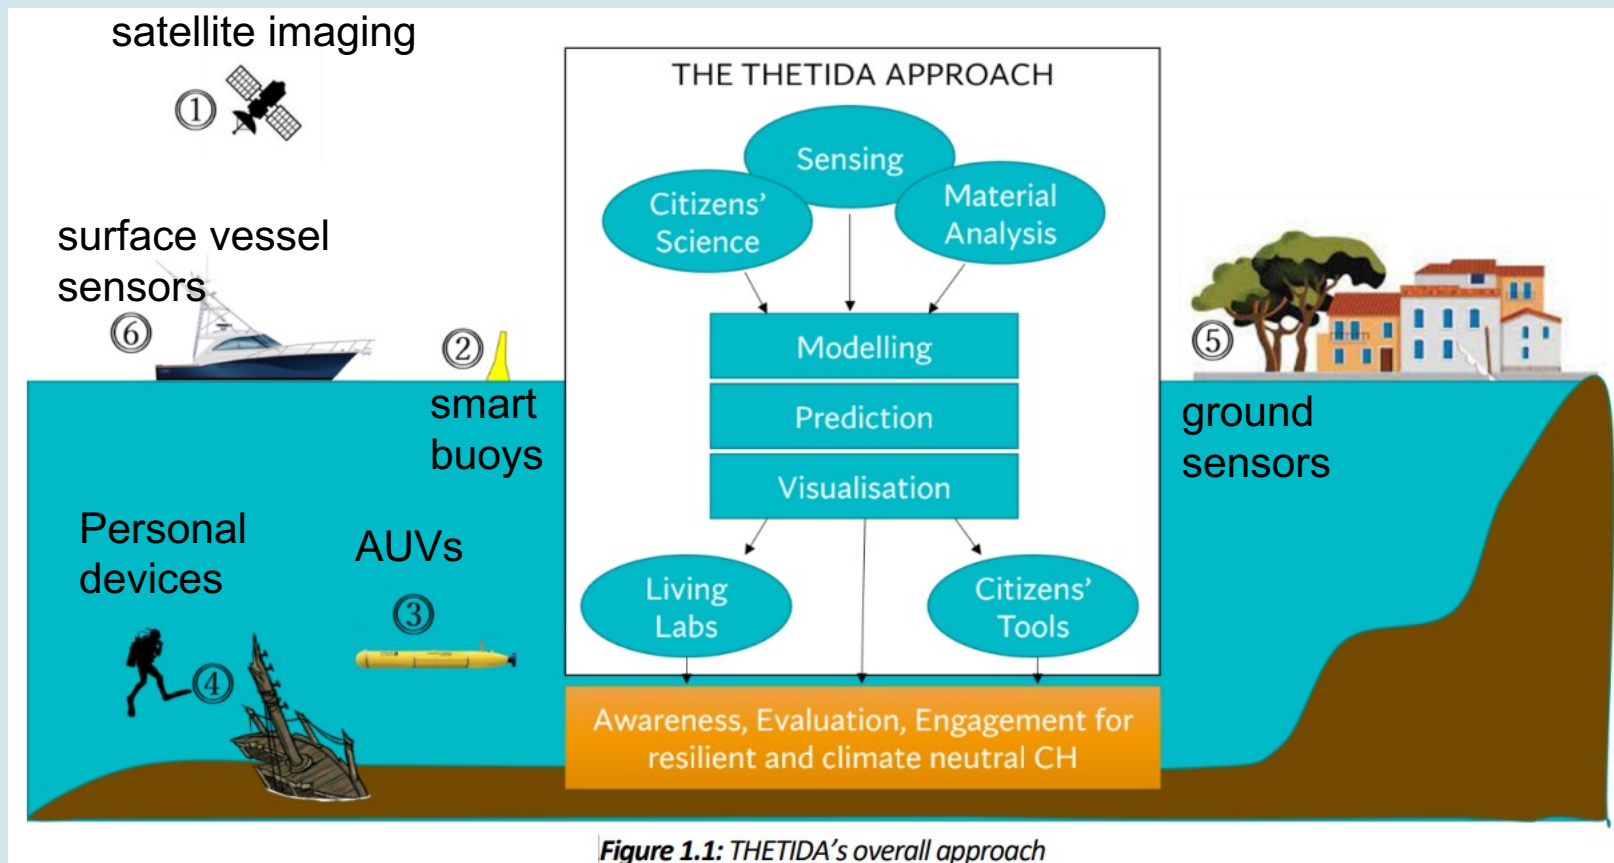 satellite imaging
①
surface vessel
sensors
⑥
②
smart
buoys
Personal
devices
AUVs
③
④
THE THETIDA APPROACH
Sensing
Citizens’
Science
Material
Analysis
Modelling
Prediction
Visualisation
Living
Labs
Citizens’
Tools
Awareness, Evaluation, Engagement for
resilient and climate neutral CH
⑤
ground
sensors
Figure 1.1: THETIDA’s overall approach